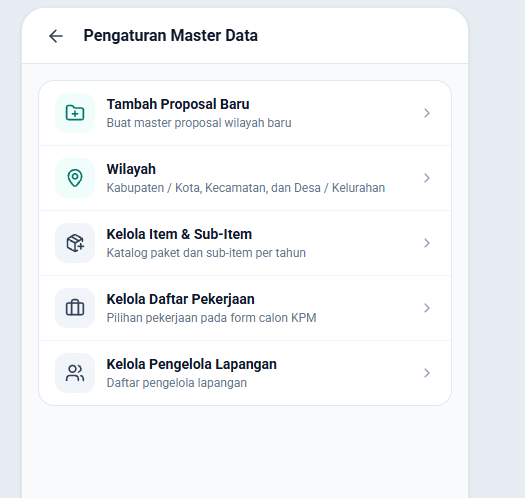 Pengaturan Master Data
Tambah Proposal Baru
Buat master proposal wilayah baru
Wilayah
Kabupaten / Kota, Kecamatan, dan Desa / Kelurahan
Kelola Item & Sub-Item
Katalog paket dan sub-item per tahun
Kelola Daftar Pekerjaan
Pilihan pekerjaan pada form calon KPM
Kelola Pengelola Lapangan
Daftar pengelola lapangan